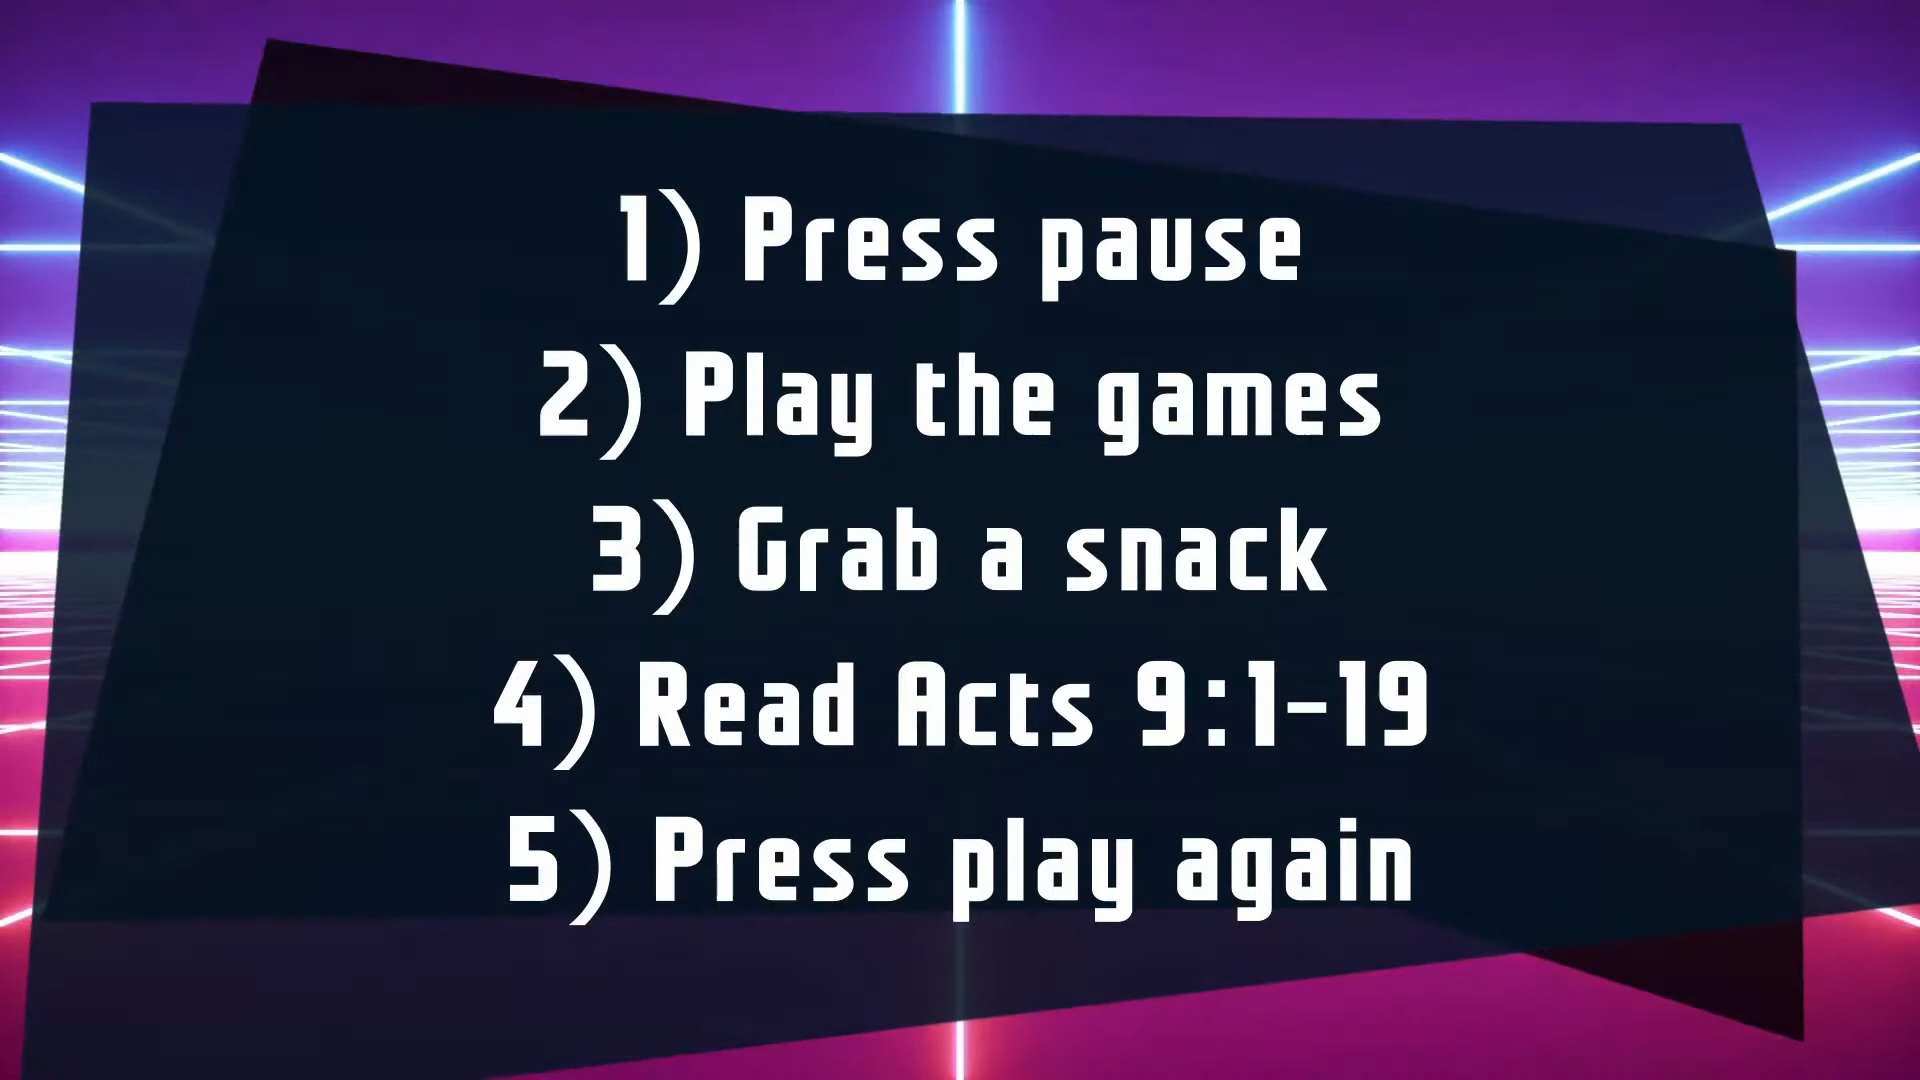 1) Press pause
2) Play the games
3) Grab a snack
4) Read Acts 9:1-19
5) Press play again